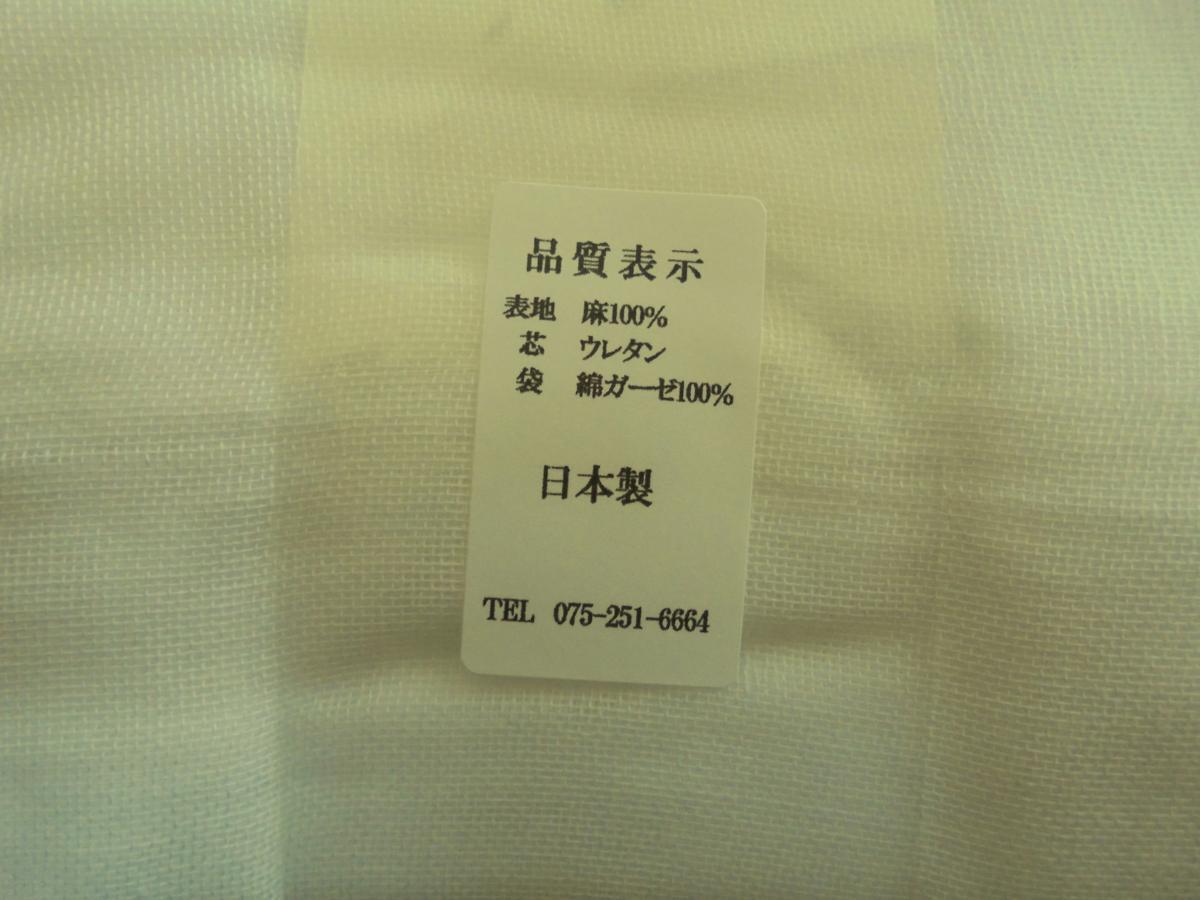 品質表示
表地 麻100%
芯 ウレタン
袋 綿ガーゼ100%
日本製
TEL 075-251-6664